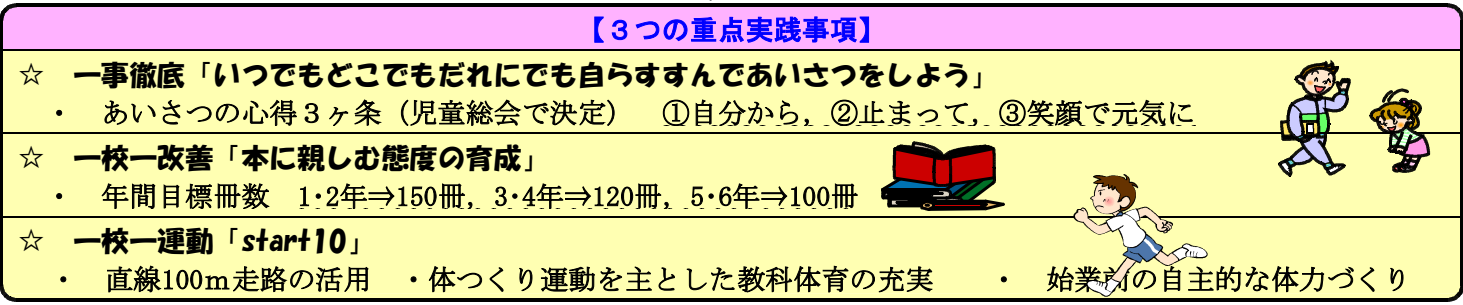 【３つの重点実践事項】
☆　一事徹底「いつでもどこでもだれにでも自らすすんであいさつをしよう」
・　あいさつの心得３ヶ条（児童総会で決定）　①自分から，②止まって，③笑顔で元気に
☆　一校一改善「本に親しむ態度の育成」
・　年間目標冊数　1･2年⇒150冊，3･4年⇒120冊，5･6年⇒100冊
☆　一校一運動「start10」
・　直線100ｍ走路の活用　・体つくり運動を主とした教科体育の充実　　・　始業前の自主的な体力づくり